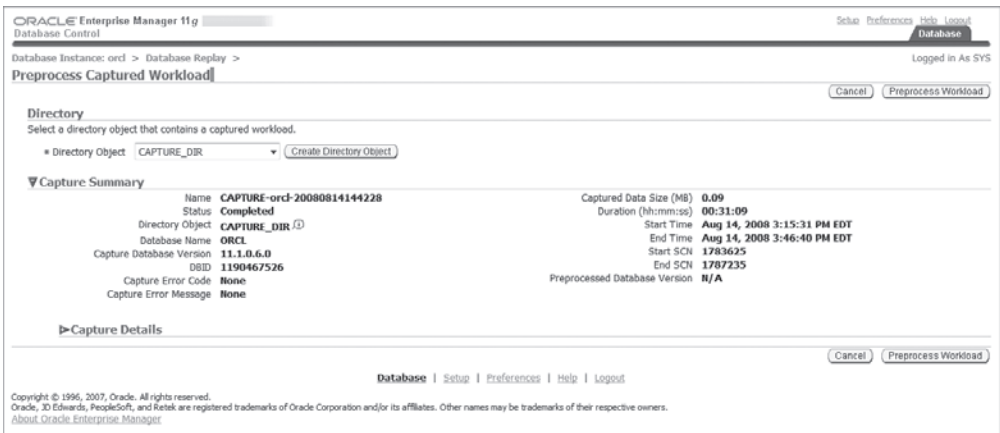 ORACLE Enterprise Manager 11g
Database Control
Setup Preferences Help Logout
Database
Database Instance: orcl > Database Replay >
Logged in As SYS
Preprocess Captured Workload
Cancel Preprocess Workload
Directory
Select a directory object that contains a captured workload.
* Directory Object CAPTURE_DIR Create Directory Object
Capture Summary
Name CAPTURE-orcl-20080814144228
Status Completed
Directory Object CAPTURE_DIR
Database Name ORCL
Capture Database Version 11.1.0.6.0
DBID 1190467526
Capture Error Code None
Capture Error Message None
Captured Data Size (MB) 0.09
Duration (hh:mm:ss) 00:31:09
Start Time Aug 14, 2008 3:15:31 PM EDT
End Time Aug 14, 2008 3:46:40 PM EDT
Start SCN 1783625
End SCN 1787235
Preprocessed Database Version N/A
Capture Details
Cancel Preprocess Workload
Database | Setup | Preferences | Help | Logout
Copyright © 1996, 2007, Oracle. All rights reserved.
Oracle, JD Edwards, PeopleSoft, and Retek are registered trademarks of Oracle Corporation and/or its affiliates. Other names may be trademarks of their respective owners.
About Oracle Enterprise Manager